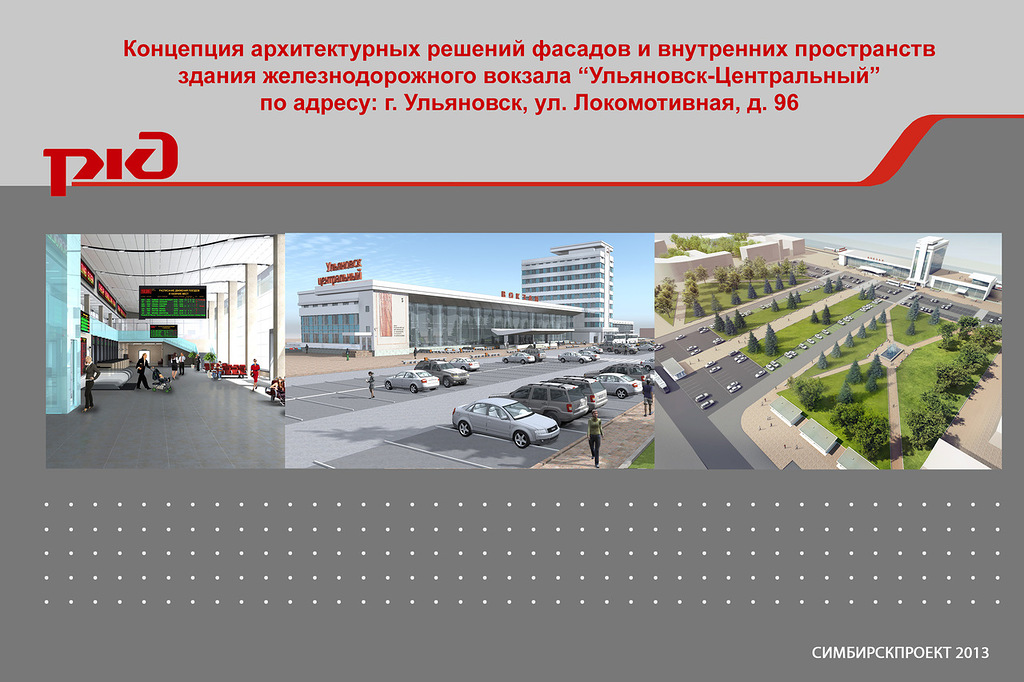 Концепция архитектурных решений фасадов и внутренних пространств
здания железнодорожного вокзала “Ульяновск-Центральный”
по адресу: г. Ульяновск, ул. Локомотивная, д. 96
ржд
Ульяновск
центральный
ВОКЗАЛ
СИМБИРСКПРОЕКТ 2013